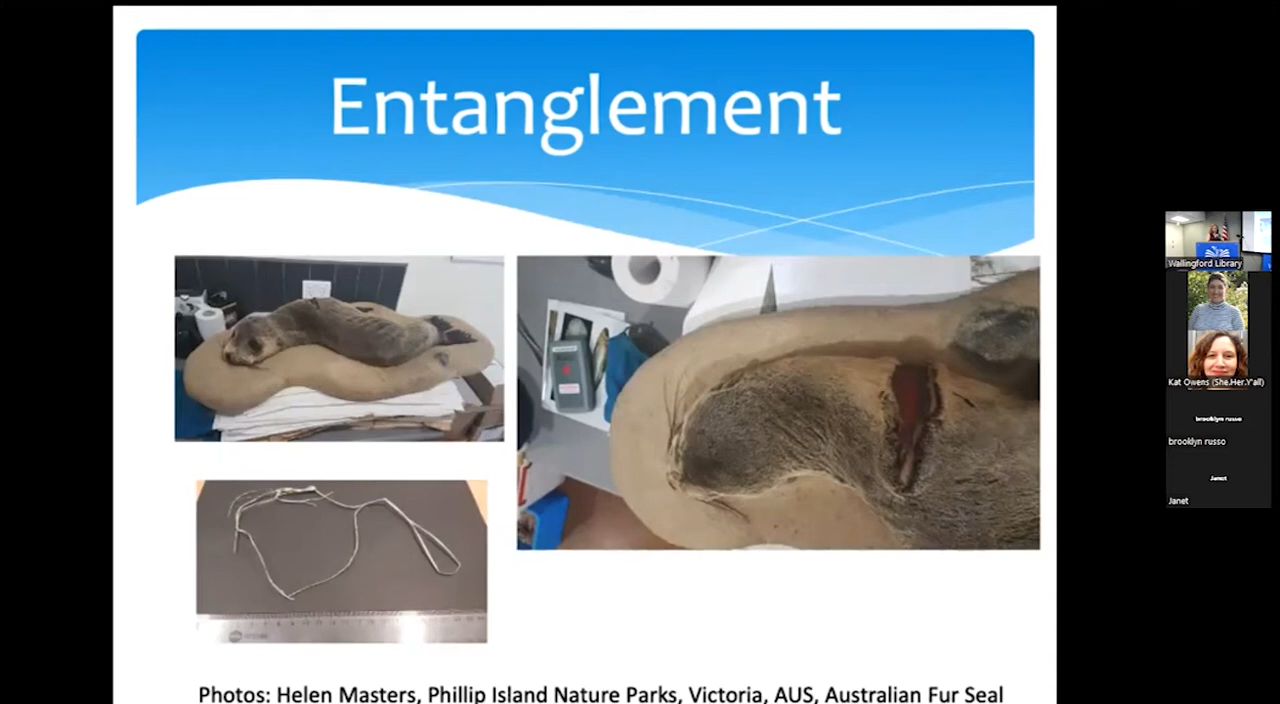 Entanglement
Photos: Helen Masters, Phillip Island Nature Parks, Victoria, AUS, Australian Fur Seal
Wallingford Library
Kat Owens (She.Her.Y'all)
brooklyn russo
brooklyn russo
Janet
Janet